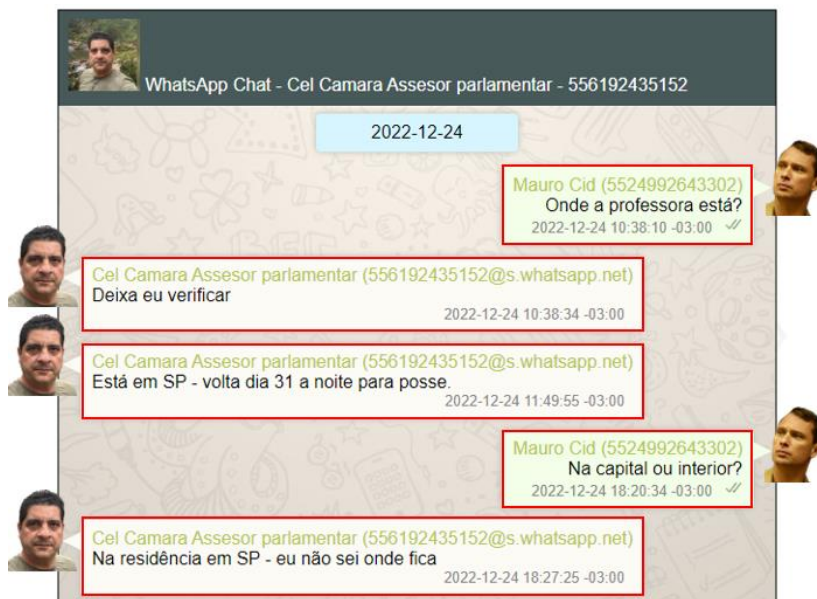 WhatsApp Chat - Cel Camara Assesor parlamentar - 556192435152
2022-12-24
Mauro Cid (5524992643302)
Onde a professora está?
2022-12-24 10:38:10 -03:00
Cel Camara Assesor parlamentar (556192435152@s.whatsapp.net)
Deixa eu verificar
2022-12-24 10:38:34 -03:00
Cel Camara Assesor parlamentar (556192435152@s.whatsapp.net)
Está em SP - volta dia 31 a noite para posse.
2022-12-24 11:49:55 -03:00
Mauro Cid (5524992643302)
Na capital ou interior?
2022-12-24 18:20:34 -03:00
Cel Camara Assesor parlamentar (556192435152@s.whatsapp.net)
Na residência em SP - eu não sei onde fica
2022-12-24 18:27:25 -03:00